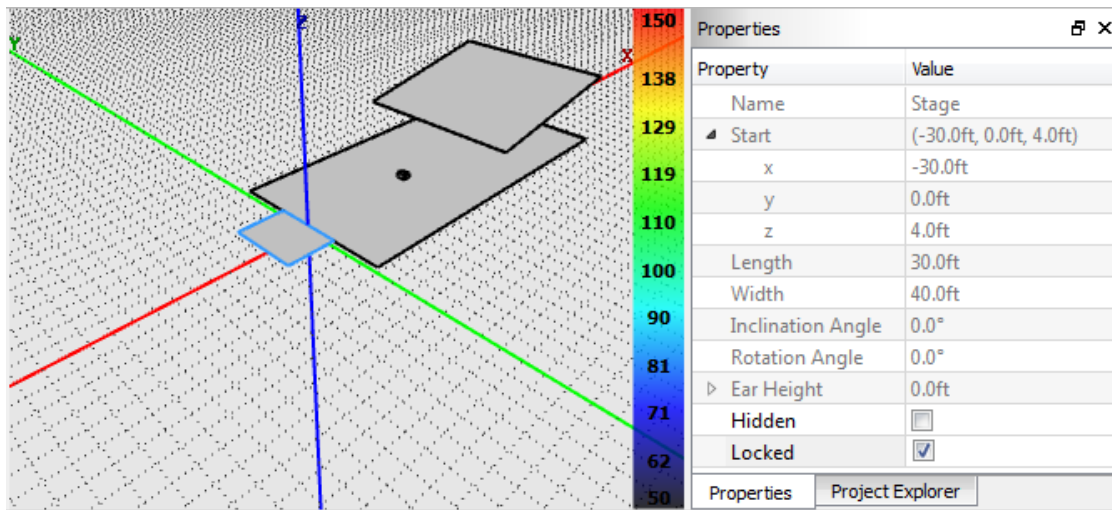 Y
Z
X
150
138
129
119
110
100
90
81
71
62
50
Properties
Property Value
Name Stage
Start (-30.0ft, 0.0ft, 4.0ft)
x -30.0ft
y 0.0ft
z 4.0ft
Length 30.0ft
Width 40.0ft
Inclination Angle 0.0°
Rotation Angle 0.0°
Ear Height 0.0ft
Hidden
Locked
Properties Project Explorer